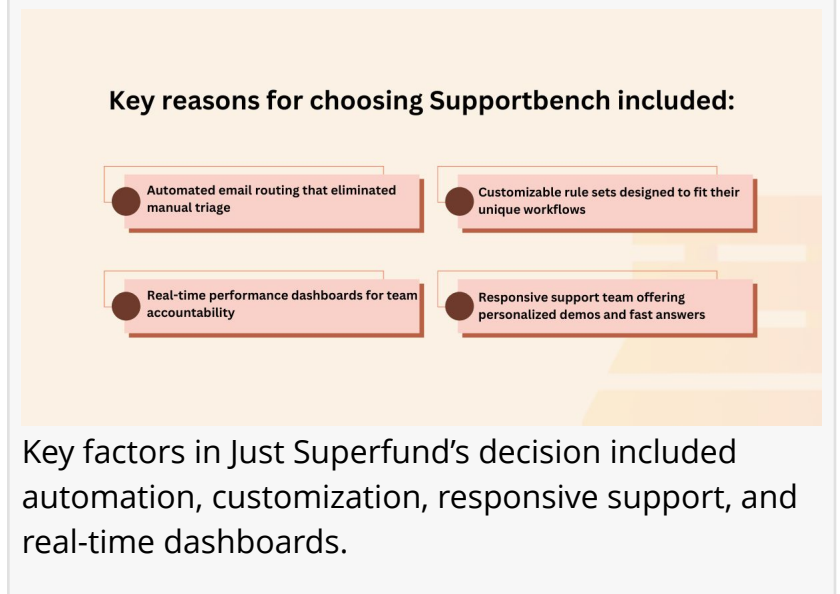 Key reasons for choosing Supportbench included:
Automated email routing that eliminated
manual triage
Customizable rule sets designed to fit their
unique workflows
Real-time performance dashboards for team
accountability
Responsive support team offering
personalized demos and fast answers
Key factors in Just Superfund’s decision included
automation, customization, responsive support, and
real-time dashboards.